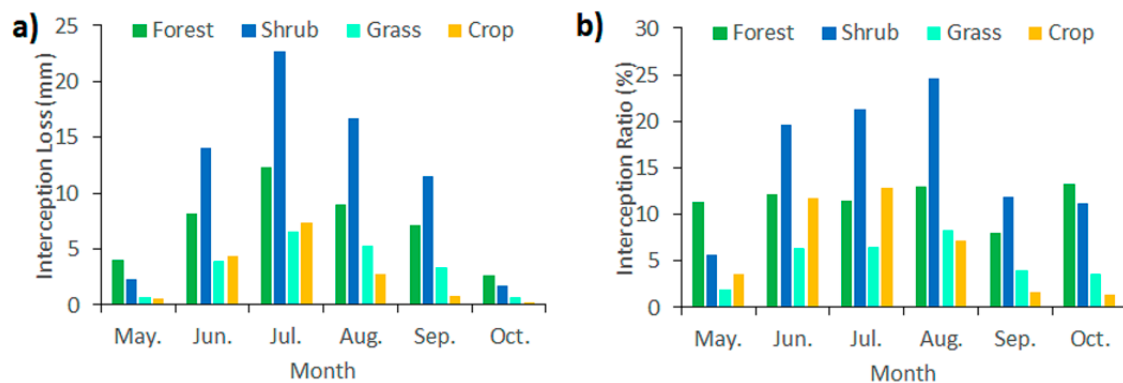 a)
Forest Shrub Grass Crop
Interception Loss (mm)
25
20
15
10
5
0
May. Jun. Jul. Aug. Sep. Oct.
Month
b)
Forest Shrub Grass Crop
Interception Ratio (%)
30
25
20
15
10
5
0
May. Jun. Jul. Aug. Sep. Oct.
Month